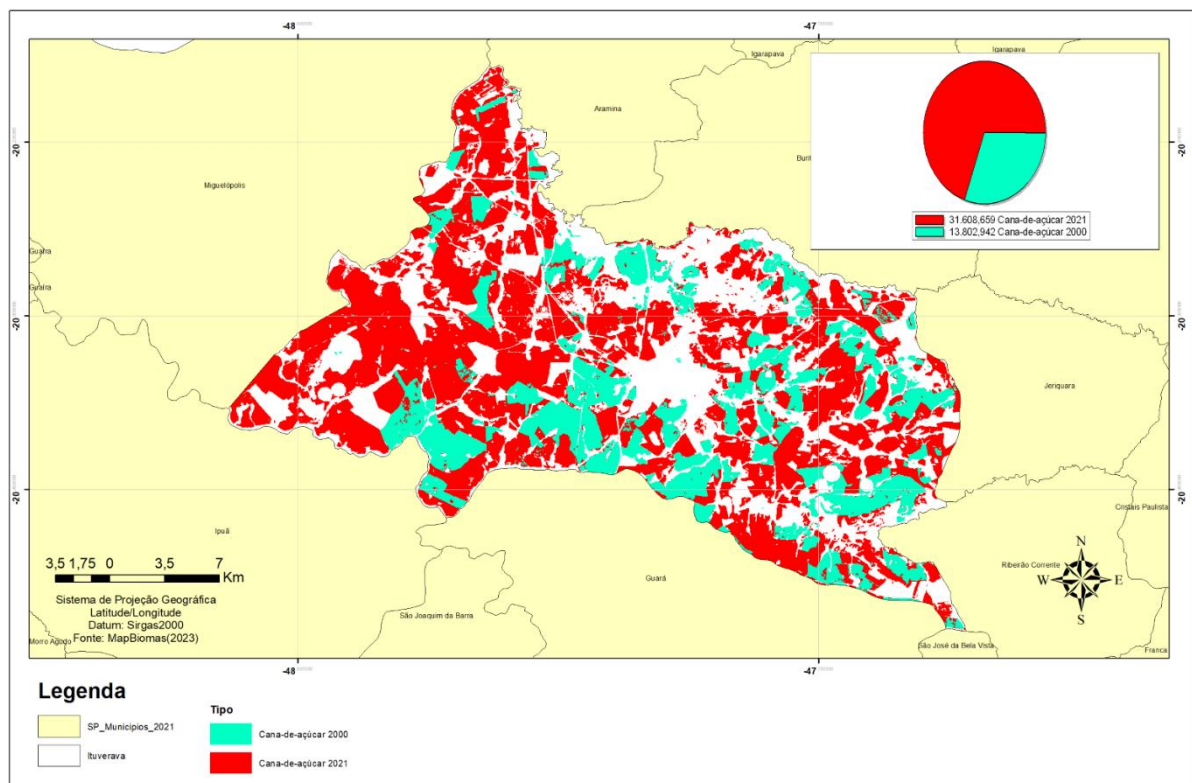 -48
-47
Igarapava
Igarapava
Aramina
-20
-20
Miguelópolis
31.608,659 Cana-de-açúcar 2021
13.802,942 Cana-de-açúcar 2000
Guaíra
-20
-20
Jeriquara
-20
-20
Cristais Paulista
Ipuã
3,5 1,75 0 3,5 7
Km
Guará
Ribeirão Corrente
N
W E
S
Sistema de Projeção Geográfica
Latitude/Longitude
Datum: Sirgas2000
Fonte: MapBiomas(2023)
São Joaquim da Barra
Morro Agudo
São José da Bela Vista
Franca
-48
-47
Legenda
SP_Municipios_2021
Ituverava
Tipo
Cana-de-açúcar 2000
Cana-de-açúcar 2021